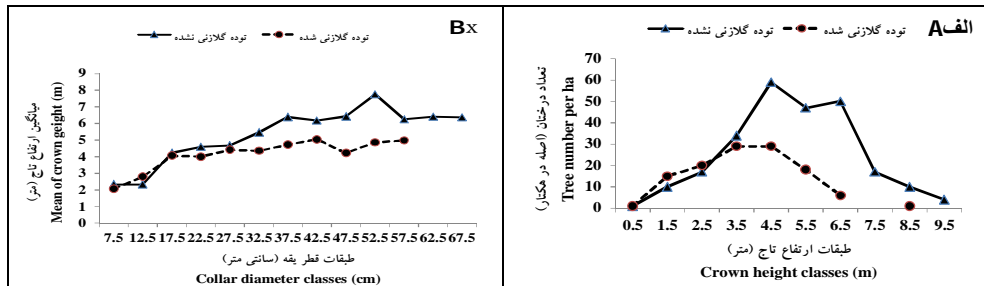 Bx
توده گلازنی نشده
توده گلازنی شده
میانگین ارتفاع تاج (متر)
Mean of crown geight (m)
9
8
7
6
5
4
3
2
1
0
7.5 12.5 17.5 22.5 27.5 32.5 37.5 42.5 47.5 52.5 57.5 62.5 67.5
طبقات قطر یقه (سانتی متر)
Collar diameter classes (cm)
الفA
توده گلازنی نشده
توده گلازنی شده
تعداد درختان (اصله در هکتار)
Tree number per ha
70
60
50
40
30
20
10
0
0.5 1.5 2.5 3.5 4.5 5.5 6.5 7.5 8.5 9.5
طبقات ارتفاع تاج (متر)
Crown height classes (m)